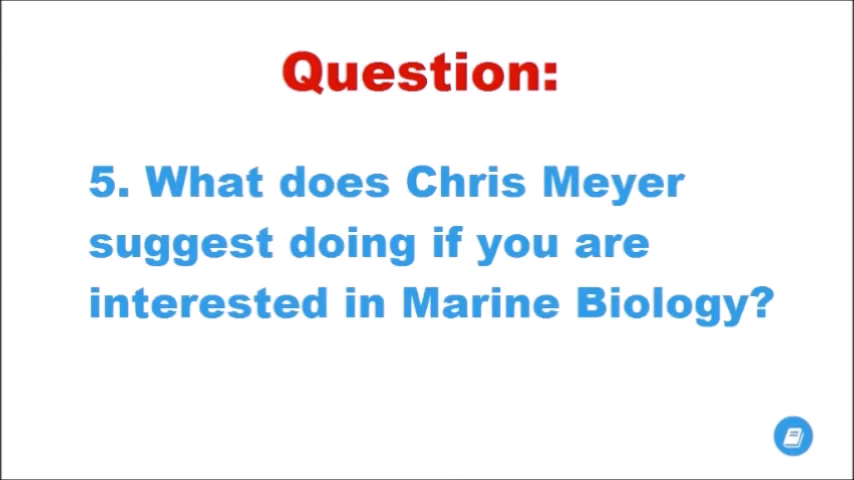 Question:
5. What does Chris Meyer
suggest doing if you are
interested in Marine Biology?